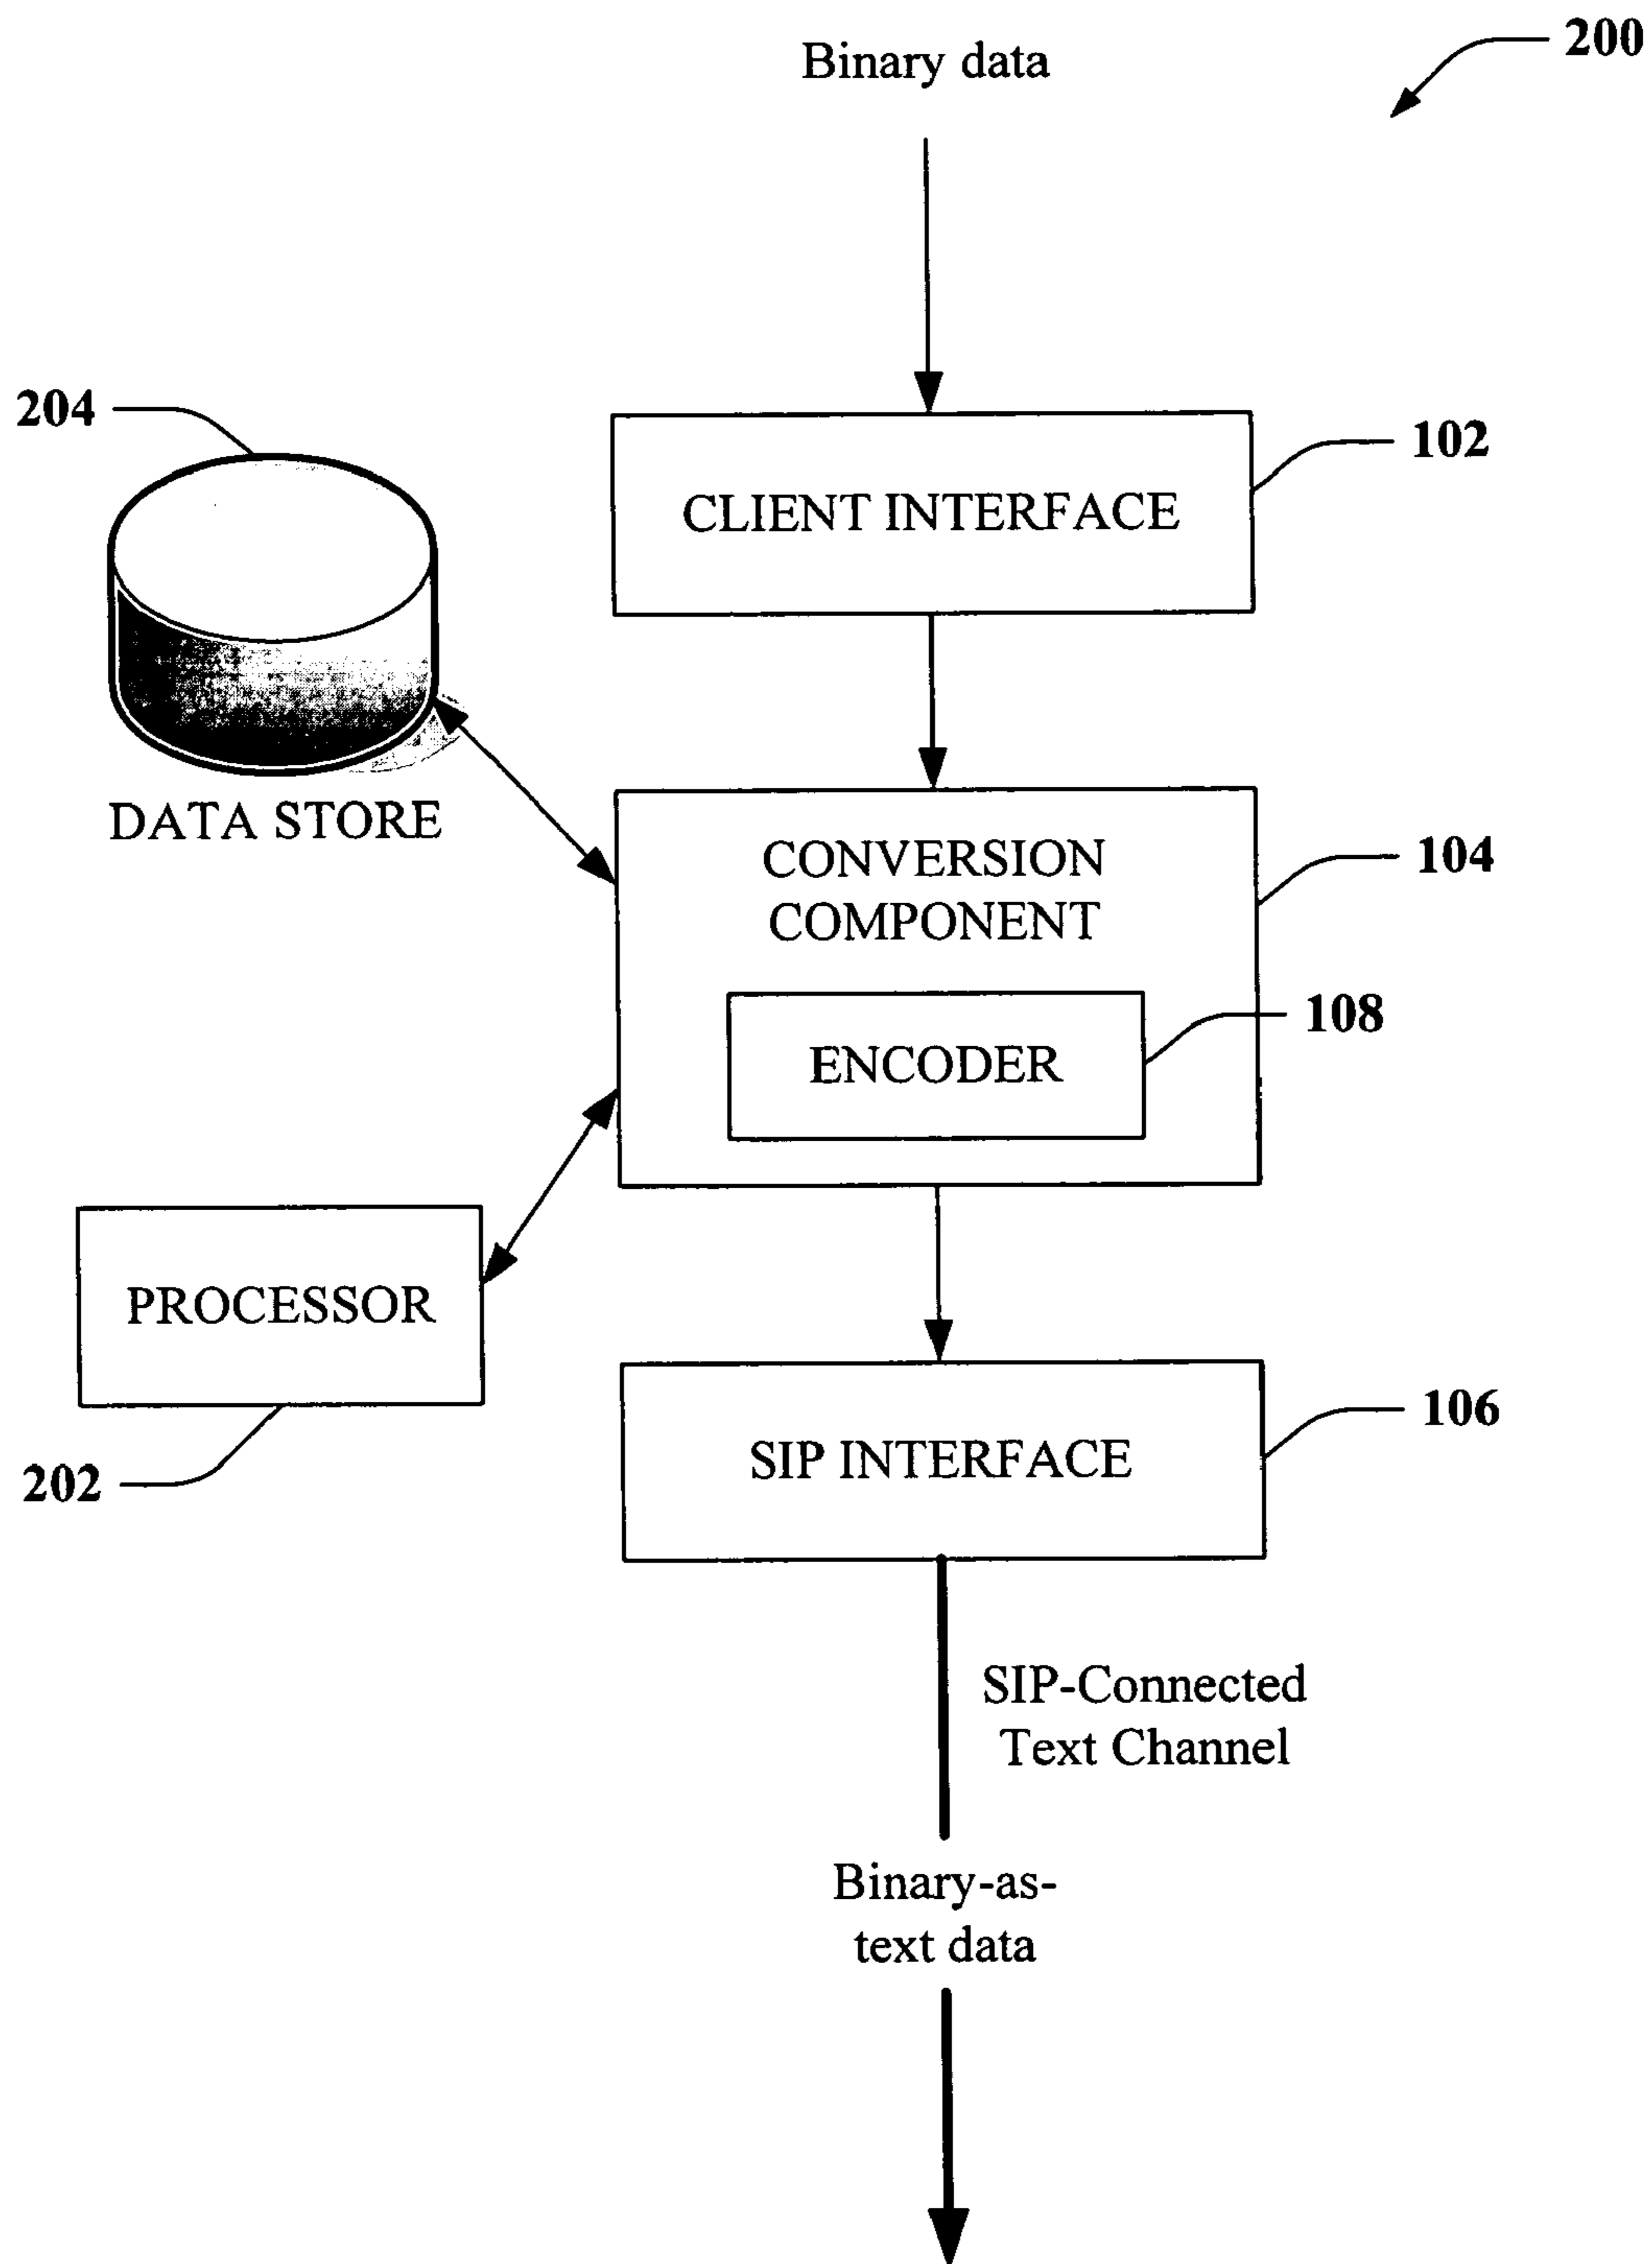 200
Binary data
204
102
CLIENT INTERFACE
DATA STORE
CONVERSION
COMPONENT
104
108
ENCODER
PROCESSOR
202
106
SIP INTERFACE
SIP-Connected
Text Channel
Binary-as-
text data